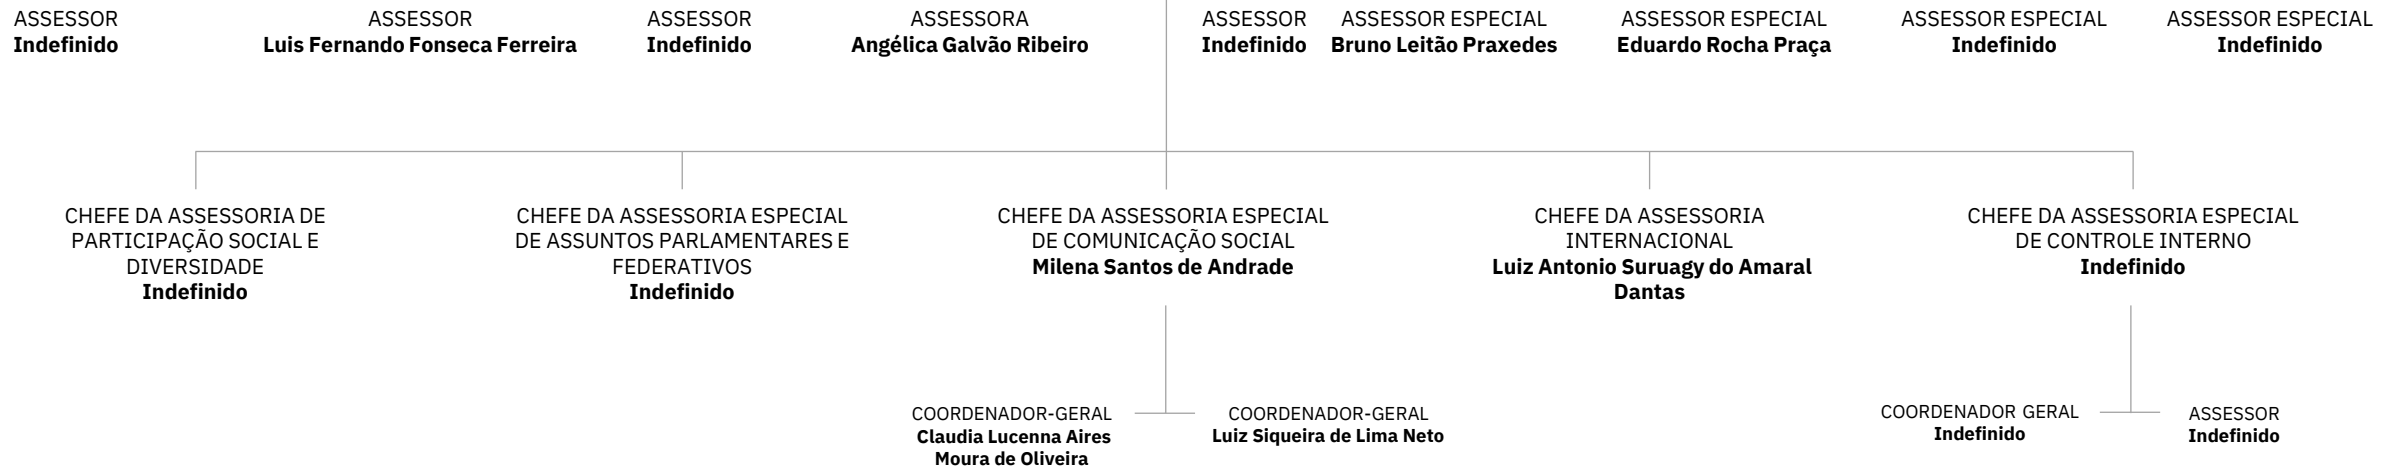 ASSESSOR
Indefinido
ASSESSOR
Luis Fernando Fonseca Ferreira
ASSESSOR
Indefinido
ASSESSORA
Angélica Galvão Ribeiro
ASSESSOR
Indefinido
ASSESSOR ESPECIAL
Bruno Leitão Praxedes
ASSESSOR ESPECIAL
Eduardo Rocha Praça
ASSESSOR ESPECIAL
Indefinido
ASSESSOR ESPECIAL
Indefinido
CHEFE DA ASSESSORIA DE
PARTICIPAÇÃO SOCIAL E
DIVERSIDADE
Indefinido
CHEFE DA ASSESSORIA ESPECIAL
DE ASSUNTOS PARLAMENTARES E
FEDERATIVOS
Indefinido
CHEFE DA ASSESSORIA ESPECIAL
DE COMUNICAÇÃO SOCIAL
Milena Santos de Andrade
CHEFE DA ASSESSORIA
INTERNACIONAL
Luiz Antonio Suruagy do Amaral
Dantas
CHEFE DA ASSESSORIA ESPECIAL
DE CONTROLE INTERNO
Indefinido
COORDENADOR-GERAL
Claudia Lucenna Aires
Moura de Oliveira
COORDENADOR-GERAL
Luiz Siqueira de Lima Neto
COORDENADOR GERAL
Indefinido
ASSESSOR
Indefinido